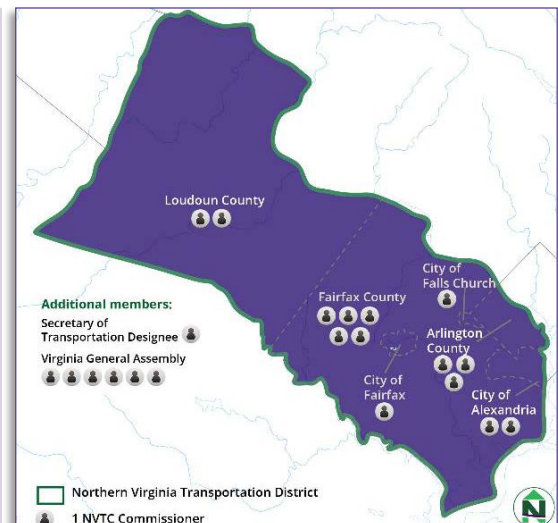 Loudoun County
City of
Falls Church
Fairfax County
Arlington
County
City of
Fairfax
City of
Alexandria
Additional members:
Secretary of
Transportation Designee
Virginia General Assembly
Northern Virginia Transportation District
1 NVTC Commissioner
N